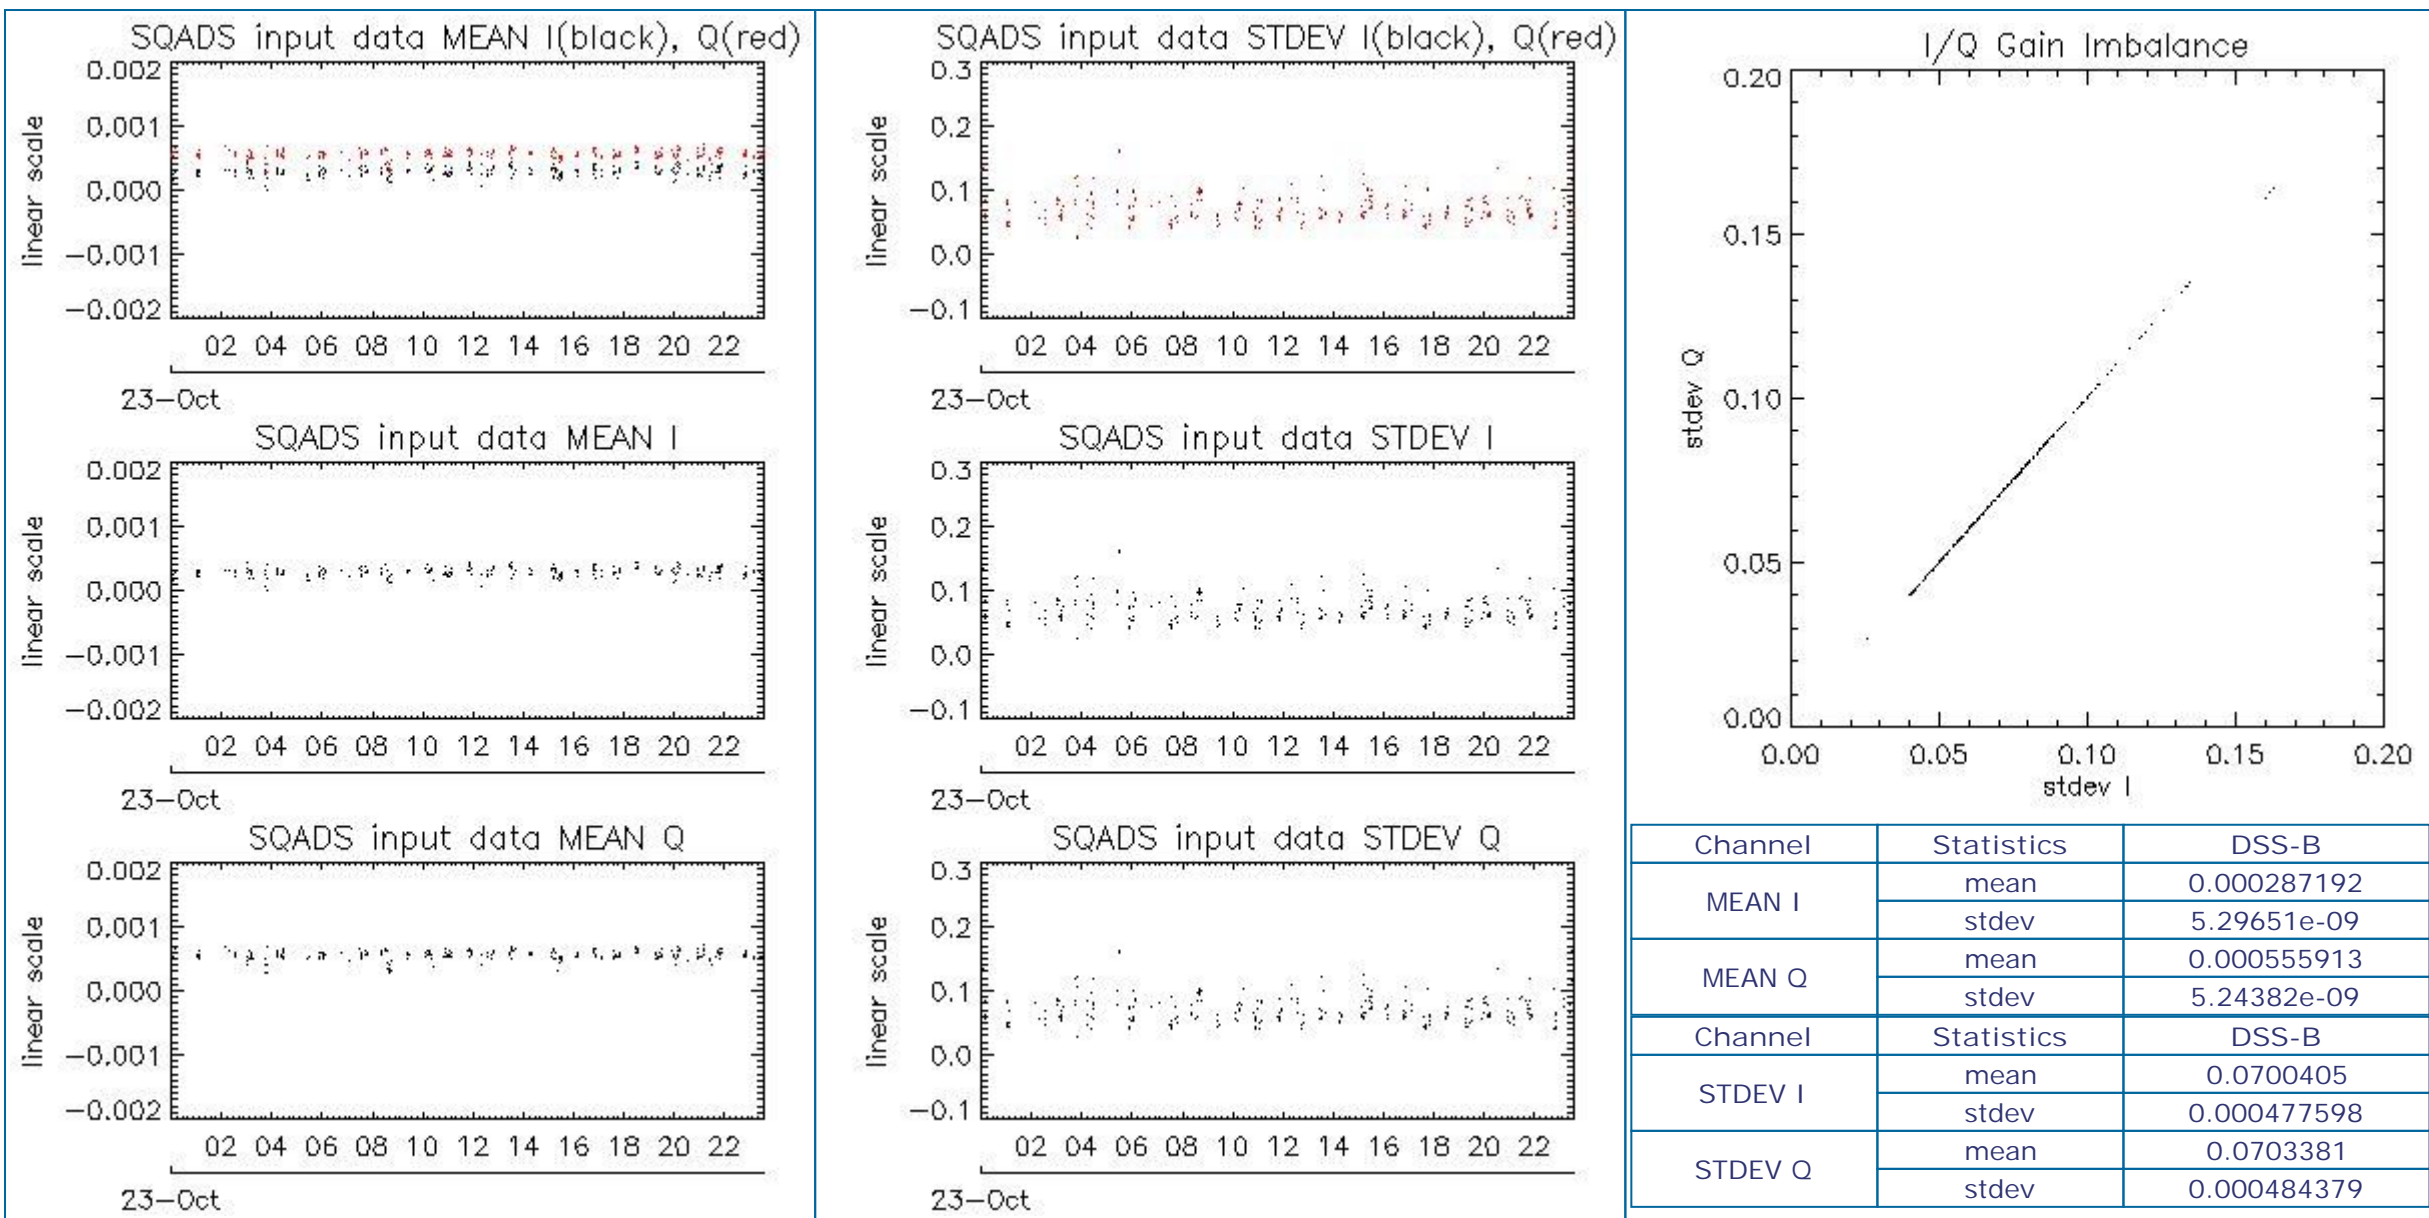 SQADS input data MEAN I(black), Q(red)
0.002
0.001
0.000
-0.001
-0.002
linear scale
02 04 06 08 10 12 14 16 18 20 22
23-Oct
SQADS input data MEAN I
0.002
0.001
0.000
-0.001
-0.002
linear scale
02 04 06 08 10 12 14 16 18 20 22
23-Oct
SQADS input data MEAN Q
0.002
0.001
0.000
-0.001
-0.002
linear scale
02 04 06 08 10 12 14 16 18 20 22
23-Oct
SQADS input data STDEV I(black), Q(red)
0.3
0.2
0.1
0.0
-0.1
linear scale
02 04 06 08 10 12 14 16 18 20 22
23-Oct
SQADS input data STDEV I
0.3
0.2
0.1
0.0
-0.1
linear scale
02 04 06 08 10 12 14 16 18 20 22
23-Oct
SQADS input data STDEV Q
0.3
0.2
0.1
0.0
-0.1
linear scale
02 04 06 08 10 12 14 16 18 20 22
23-Oct
I/Q Gain Imbalance
0.20
0.15
0.10
0.05
0.00
stdev Q
0.00 0.05 0.10 0.15 0.20
stdev I
Channel Statistics DSS-B
MEAN I mean 0.000287192
stdev 5.29651e-09
MEAN Q mean 0.000555913
stdev 5.24382e-09
Channel Statistics DSS-B
STDEV I mean 0.0700405
stdev 0.000477598
STDEV Q mean 0.0703381
stdev 0.000484379